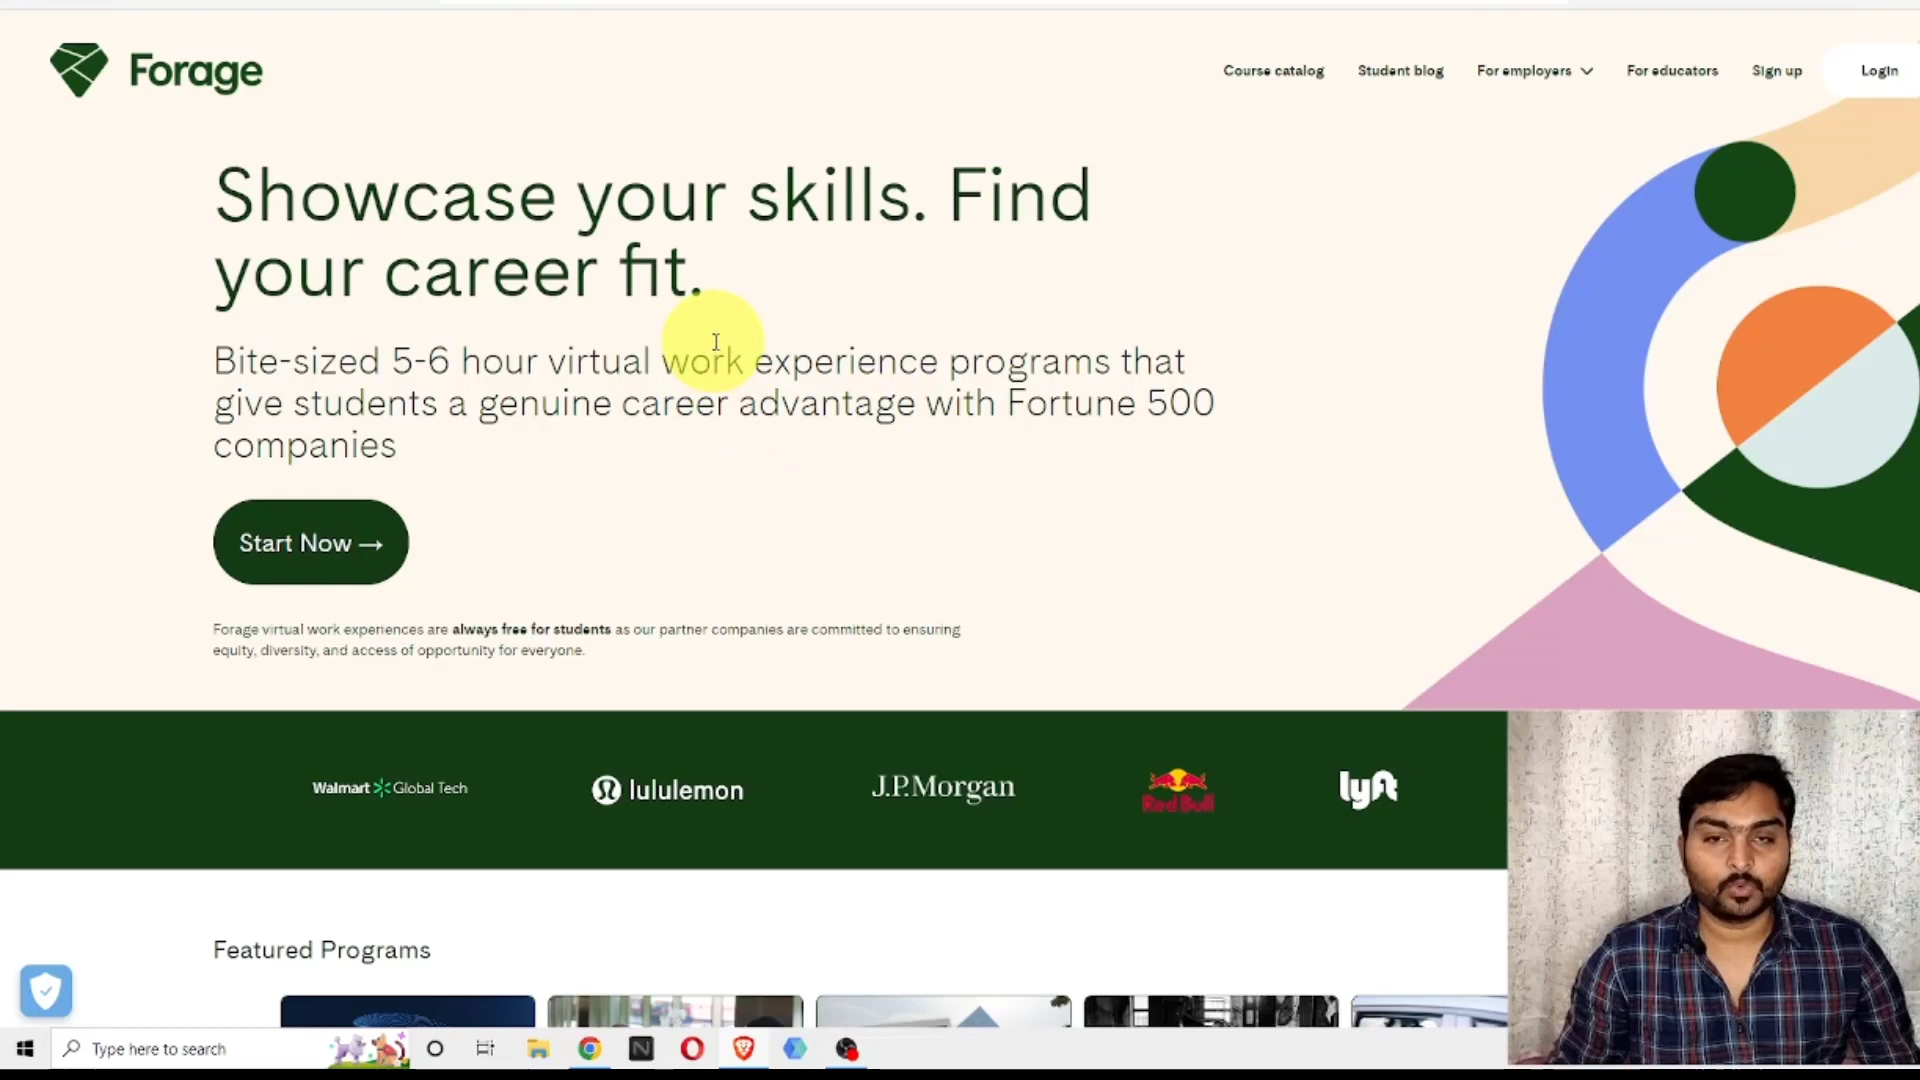 Forage
Course catalog
Student blog
For employers
For educators
Sign up
Login
Showcase your skills. Find
your career fit.
Bite-sized 5-6 hour virtual work experience programs that
give students a genuine career advantage with Fortune 500
companies
Start Now →
Forage virtual work experiences are always free for students as our partner companies are committed to ensuring
equity, diversity, and access of opportunity for everyone.
Walmart Global Tech
lululemon
J.P.Morgan
Red Bull
lyft
Featured Programs
Type here to search
N